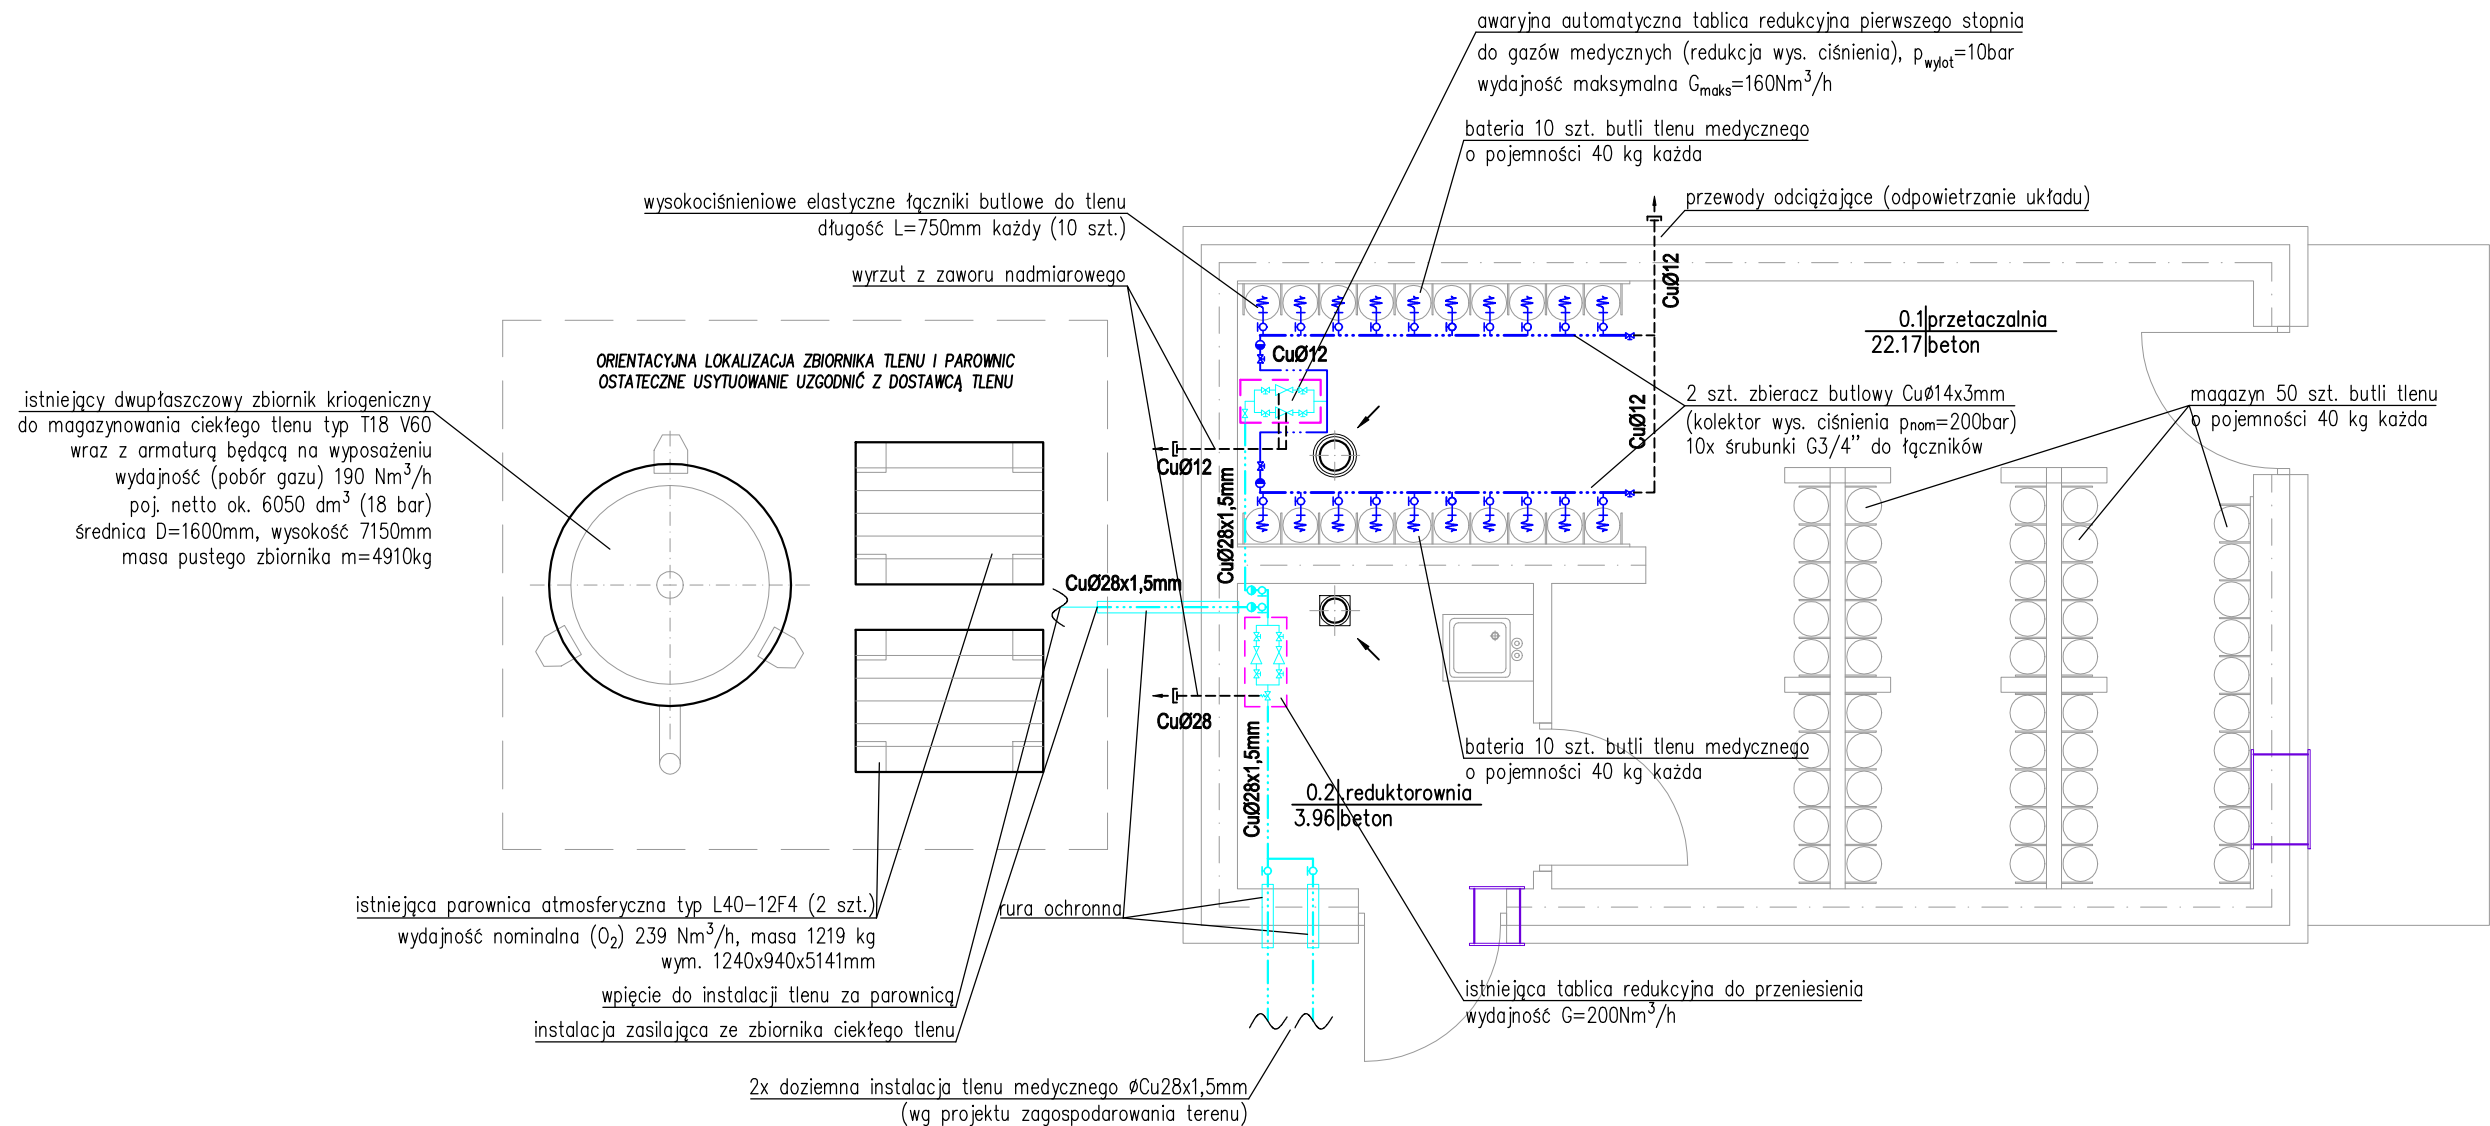 awaryjna automatyczna tablica redukcyjna pierwszego stopnia
do gazów medycznych (redukcja wys. ciśnienia), pwylot=10bar
wydajność maksymalna Gmaks=160Nm³/h
bateria 10 szt. butli tlenu medycznego
o pojemności 40 kg każda
wysokociśnieniowe elastyczne łączniki butlowe do tlenu
długość L=750mm każdy (10 szt.)
przewody odciążające (odpowietrzanie układu)
wyrzut z zaworu nadmiarowego
CuØ12
0.1 przetaczalnia
22.17 beton
CuØ12
ORIENTACYJNA LOKALIZACJA ZBIORNIKA TLENU I PAROWNIC
OSTATECZNE USYTUOWANIE UZGODNIĆ Z DOSTAWCĄ TLENU
istniejący dwupłaszczowy zbiornik kriogeniczny
do magazynowania ciekłego tlenu typ T18 V60
wraz z armaturą będącą na wyposażeniu
wydajność (pobór gazu) 190 Nm³/h
poj. netto ok. 6050 dm³ (18 bar)
średnica D=1600mm, wysokość 7150mm
masa pustego zbiornika m=4910kg
CuØ12
2 szt. zbieracz butlowy CuØ14x3mm
(kolektor wys. ciśnienia pnom=200bar)
10x śrubunki G3/4” do łączników
magazyn 50 szt. butli tlenu
o pojemności 40 kg każda
CuØ12
CuØ28x1,5mm
CuØ28x1,5mm
CuØ28
CuØ28x1,5mm
bateria 10 szt. butli tlenu medycznego
o pojemności 40 kg każda
0.2 reduktorownia
3.96 beton
istniejąca parownica atmosferyczna typ L40-12F4 (2 szt.)
wydajność nominalna (O₂) 239 Nm³/h, masa 1219 kg
wym. 1240x940x5141mm
rura ochronna
wpięcie do instalacji tlenu za parownicą
instalacja zasilająca ze zbiornika ciekłego tlenu
istniejąca tablica redukcyjna do przeniesienia
wydajność G=200Nm³/h
2x doziemna instalacja tlenu medycznego ØCu28x1,5mm
(wg projektu zagospodarowania terenu)